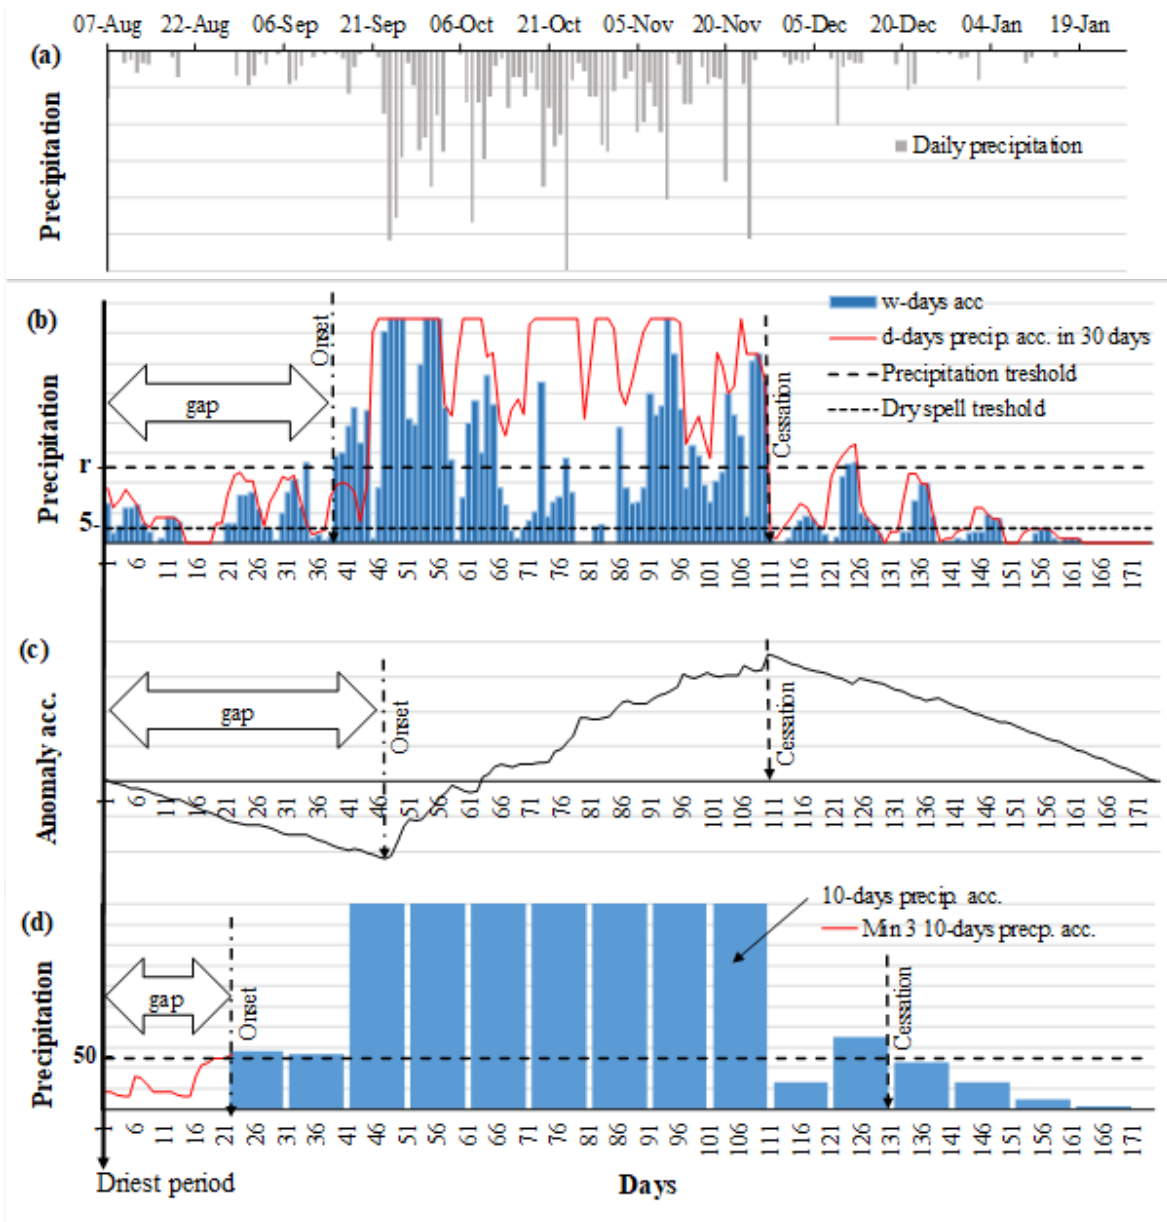 07-Aug 22-Aug 06-Sep 21-Sep 06-Oct 21-Oct 05-Nov 20-Nov 05-Dec 20-Dec 04-Jan 19-Jan
(a)
Precipitation
Daily precipitation
(b)
Precipitation
r
5-
gap
Onset
Cessation
w-days acc
d-days precip. acc. in 30 days
Precipitation treshold
Dry spell treshold
1 6 11 16 21 26 31 36 41 46 51 56 61 66 71 76 81 86 91 96 101 106 111 116 121 126 131 136 141 146 151 156 161 166 171
(c)
Anomaly acc.
gap
Onset
Cessation
1 6 11 16 21 26 31 36 41 46 51 56 61 66 71 76 81 86 91 96 101 106 111 116 121 126 131 136 141 146 151 156 161 166 171
(d)
Precipitation
50
gap
Onset
Cessation
10-days precip. acc.
Min 3 10-days precp. acc.
1 6 11 16 21 26 31 36 41 46 51 56 61 66 71 76 81 86 91 96 101 106 111 116 121 126 131 136 141 146 151 156 161 166 171
Driest period
Days